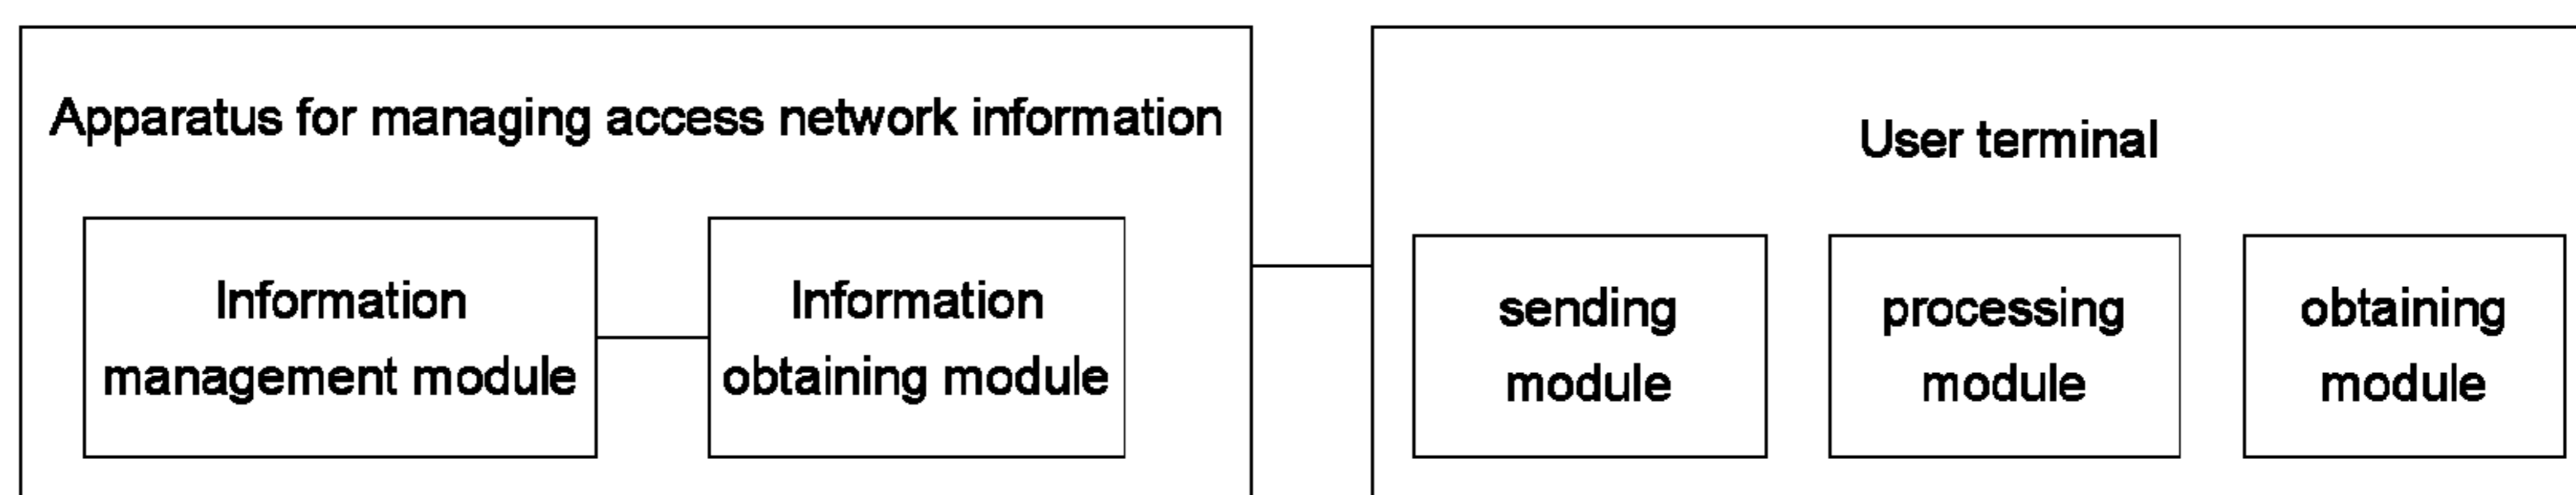 Apparatus for managing access network information
Information
management module
Information
obtaining module
User terminal
sending
module
processing
module
obtaining
module